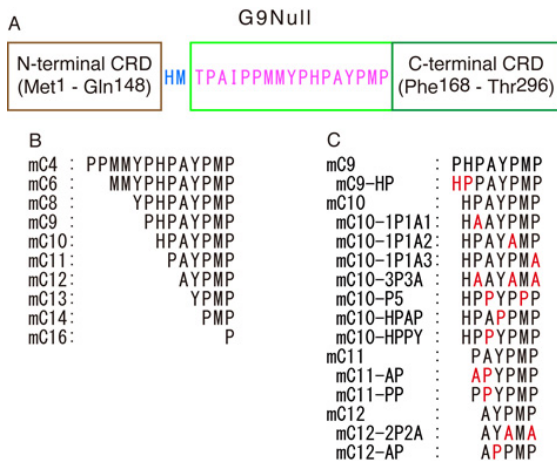 G9Null
A
N-terminal CRD
(Met1 - Gln148)
HM
TPAIPPMMYPHPAYPMP
C-terminal CRD
(Phe168 - Thr296)
B
mC4 : PPMMYPHPAYPMP
mC6 : MMYPHPAYPMP
mC8 : YPHPAYPMP
mC9 : PHPAYPMP
mC10 : HPAYPMP
mC11 : PAYPMP
mC12 : AYPMP
mC13 : YPMP
mC14 : PMP
mC16 : P
C
mC9 : PHPAYPMP
mC9-HP : HPPAYPMP
mC10 : HPAYPMP
mC10-1P1A1 : HAAYPMP
mC10-1P1A2 : HPAYAMP
mC10-1P1A3 : HPAYPMA
mC10-3P3A : HAAYAMA
mC10-P5 : HPPYPPP
mC10-HPAP : HPAPPMP
mC10-HPPY : HPPYPMP
mC11 : PAYPMP
mC11-AP : APYPMP
mC11-PP : PPYPMP
mC12 : AYPMP
mC12-2P2A : AYAMA
mC12-AP : APPMP